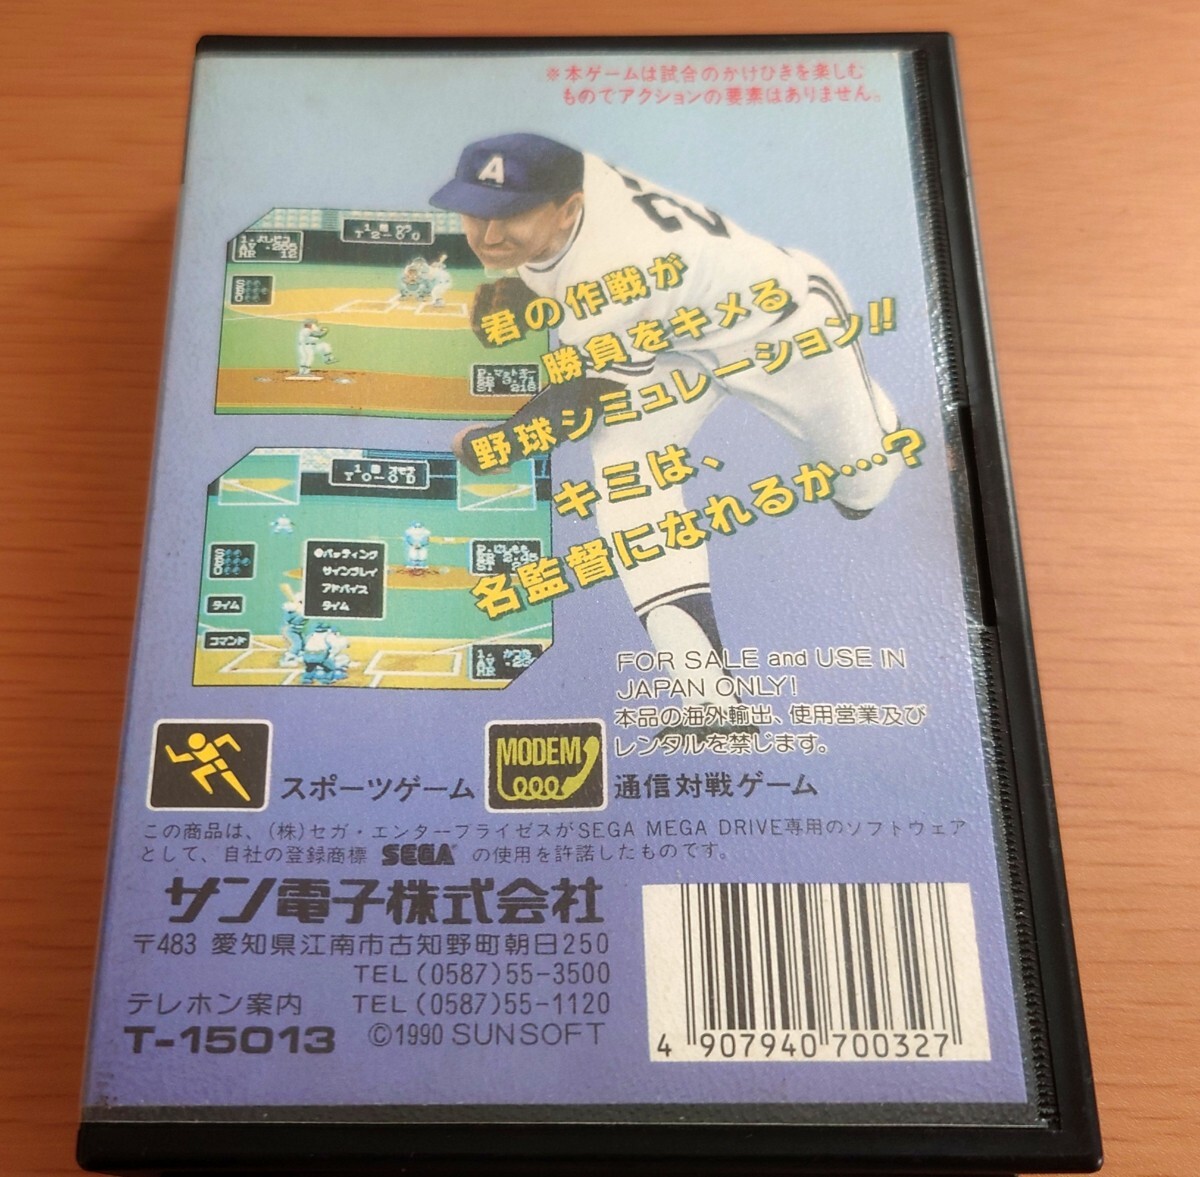 ※本ゲームは試合のかけひきを楽しむ
ものでアクションの要素はありません。
A
君の作戦が
勝負をキメる
野球シミュレーション!!
キミは、
名監督になれるか…?
T 2-0 0
HR 12
S
B
O
バッティング
サインプレイ
アドバイス
タイム
タイム
コマンド
FOR SALE and USE IN
JAPAN ONLY!
本品の海外輸出、使用営業及び
レンタルを禁じます。
スポーツゲーム
MODEM
通信対戦ゲーム
この商品は、(株)セガ・エンタープライゼスがSEGA MEGA DRIVE専用のソフトウェア
として、自社の登録商標 SEGA の使用を許諾したものです。
サン電子株式会社
〒483 愛知県江南市古知野町朝日250
TEL (0587)55-3500
テレホン案内 TEL (0587)55-1120
T-15013 ©1990 SUNSOFT
4 907940 700327